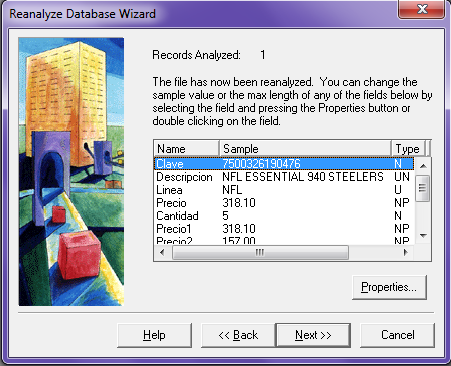 Reanalyze Database Wizard
Records Analyzed: 1
The file has now been reanalyzed. You can change the
sample value or the max length of any of the fields below by
selecting the field and pressing the Properties button or
double clicking on the field.
Name Sample Type
Clave 7500326190476 N
Descripcion NFL ESSENTIAL 940 STEELERS UN
Linea NFL U
Precio 318.10 NP
Cantidad 5 N
Precio1 318.10 NP
Precio2 157.00 NP
Properties...
Help << Back Next >> Cancel